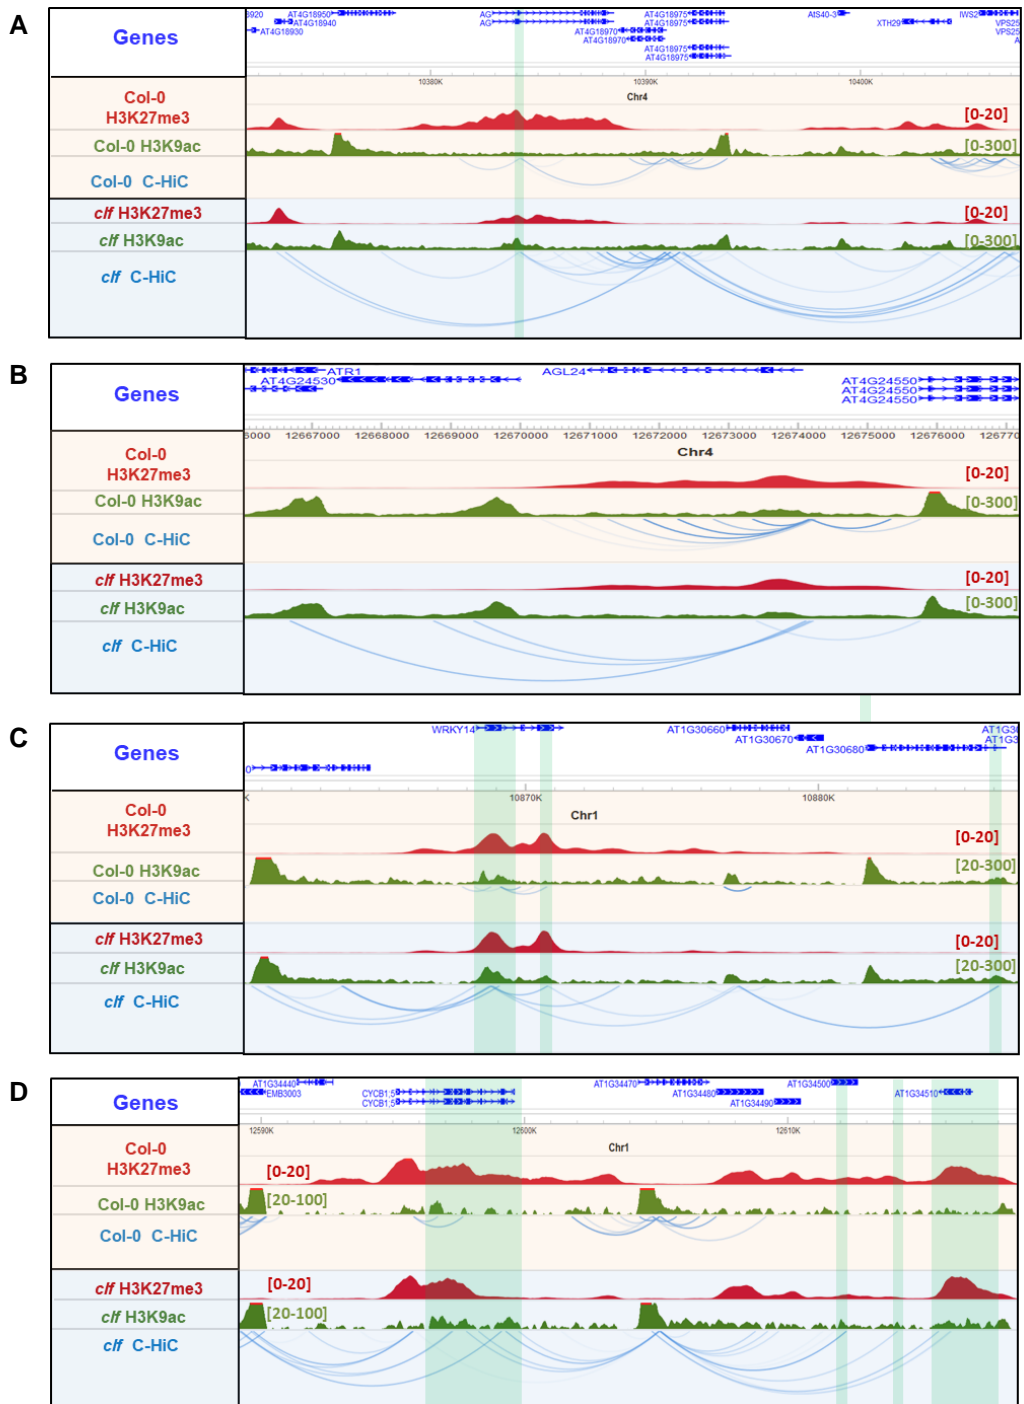 A
Genes
8920 AT4G18950 AG AT4G18975 AIS40-3 IWS2
AT4G18940 AG AT4G18975 XTH29 VPS25
AT4G18930 AT4G18970 VPS25
AT4G18970 A
AT4G18975
AT4G18975
10380K 10390K 10400K
Chr4
Col-0
H3K27me3 [0-20]
Col-0 H3K9ac [0-300]
Col-0 C-HiC
clf H3K27me3 [0-20]
clf H3K9ac [0-300]
clf C-HiC
B
Genes
ATR1 AGL24
AT4G24530 AT4G24550
AT4G24550
AT4G24550
6000 12667000 12668000 12669000 12670000 12671000 12672000 12673000 12674000 12675000 12676000 126770
Chr4
Col-0
H3K27me3 [0-20]
Col-0 H3K9ac [0-300]
Col-0 C-HiC
clf H3K27me3 [0-20]
clf H3K9ac [0-300]
clf C-HiC
C
Genes
WRKY14 AT1G30660 AT1G30
AT1G30670 AT1G3
AT1G30680
0
K 10870K 10880K
Chr1
Col-0
H3K27me3 [0-20]
Col-0 H3K9ac [20-300]
Col-0 C-HiC
clf H3K27me3 [0-20]
clf H3K9ac [20-300]
clf C-HiC
D
Genes
AT1G34440 AT1G34470 AT1G34500
EMB3003 CYCB1;5 AT1G34480 AT1G34510
CYCB1;5 AT1G34490
12590K 12600K 12610K
Chr1
Col-0
H3K27me3 [0-20]
Col-0 H3K9ac [20-100]
Col-0 C-HiC
clf H3K27me3 [0-20]
clf H3K9ac [20-100]
clf C-HiC